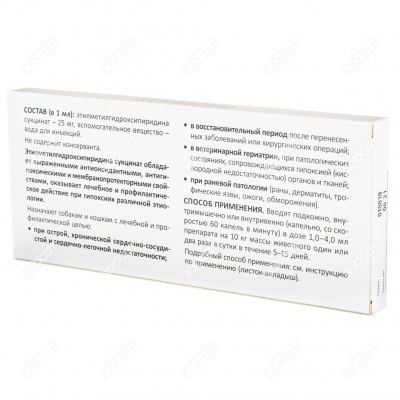 СОСТАВ (в 1 мл): этилметилгидроксипиридина
сукцинат – 25 мг, вспомогательное вещество –
вода для инъекций.
Не содержит консерванта.
Этилметилгидроксипиридина сукцинат облада-
ет выраженными антиоксидантными, антиги-
поксическими и мембранопротекторными свой-
ствами, оказывает лечебное и профилактиче-
ское действие при гипоксиях различной этио-
логии.
Назначают собакам и кошкам с лечебной и про-
филактической целью:
• при острой, хронической сердечно-сосуди-
стой и сердечно-легочной недостаточности;
• в восстановительный период после перенесен-
ных заболеваний или хирургических операций;
• в ветеринарной гериатрии, при патологических
состояниях, сопровождающихся гипоксией (кис-
лородной недостаточностью) органов и тканей;
• при раневой патологии (раны, дерматиты, тро-
фические язвы, ожоги, обморожения).
СПОСОБ ПРИМЕНЕНИЯ. Вводят подкожно, вну-
тримышечно или внутривенно (капельно, со ско-
ростью 60 капель в минуту) в дозе 1,0–4,0 мл
препарата на 10 кг массы животного один или
два раза в сутки в течение 5–15 дней.
Подробный способ применения: см. инструкцию
по применению (листок-вкладыш).
010618
06 21